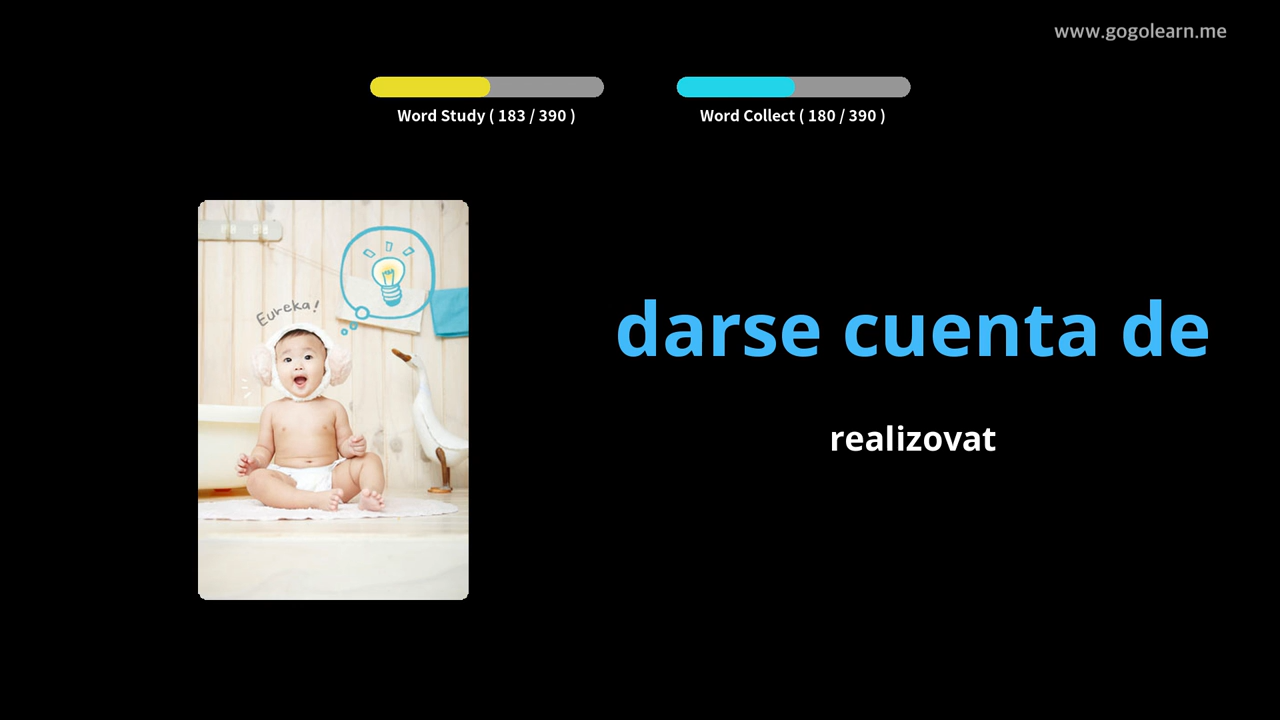 www.gogolearn.me
Word Study ( 183 / 390 )
Word Collect ( 180 / 390 )
Eureka!
darse cuenta de
realizovat